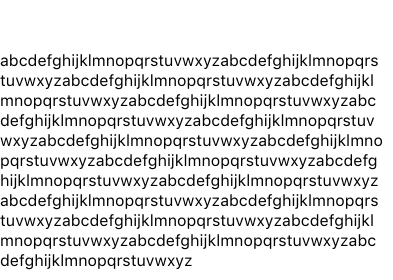 abcdefghijklmnopqrstuvwxyzabcdefghijklmnopqrs
tuvwxyzabcdefghijklmnopqrstuvwxyzabcdefghijkl
mnopqrstuvwxyzabcdefghijklmnopqrstuvwxyzabc
defghijklmnopqrstuvwxyzabcdefghijklmnopqrstuv
wxyzabcdefghijklmnopqrstuvwxyzabcdefghijklmno
pqrstuvwxyzabcdefghijklmnopqrstuvwxyzabcdefg
hijklmnopqrstuvwxyzabcdefghijklmnopqrstuvwxyz
abcdefghijklmnopqrstuvwxyzabcdefghijklmnopqrs
tuvwxyzabcdefghijklmnopqrstuvwxyzabcdefghijkl
mnopqrstuvwxyzabcdefghijklmnopqrstuvwxyzabc
defghijklmnopqrstuvwxyz